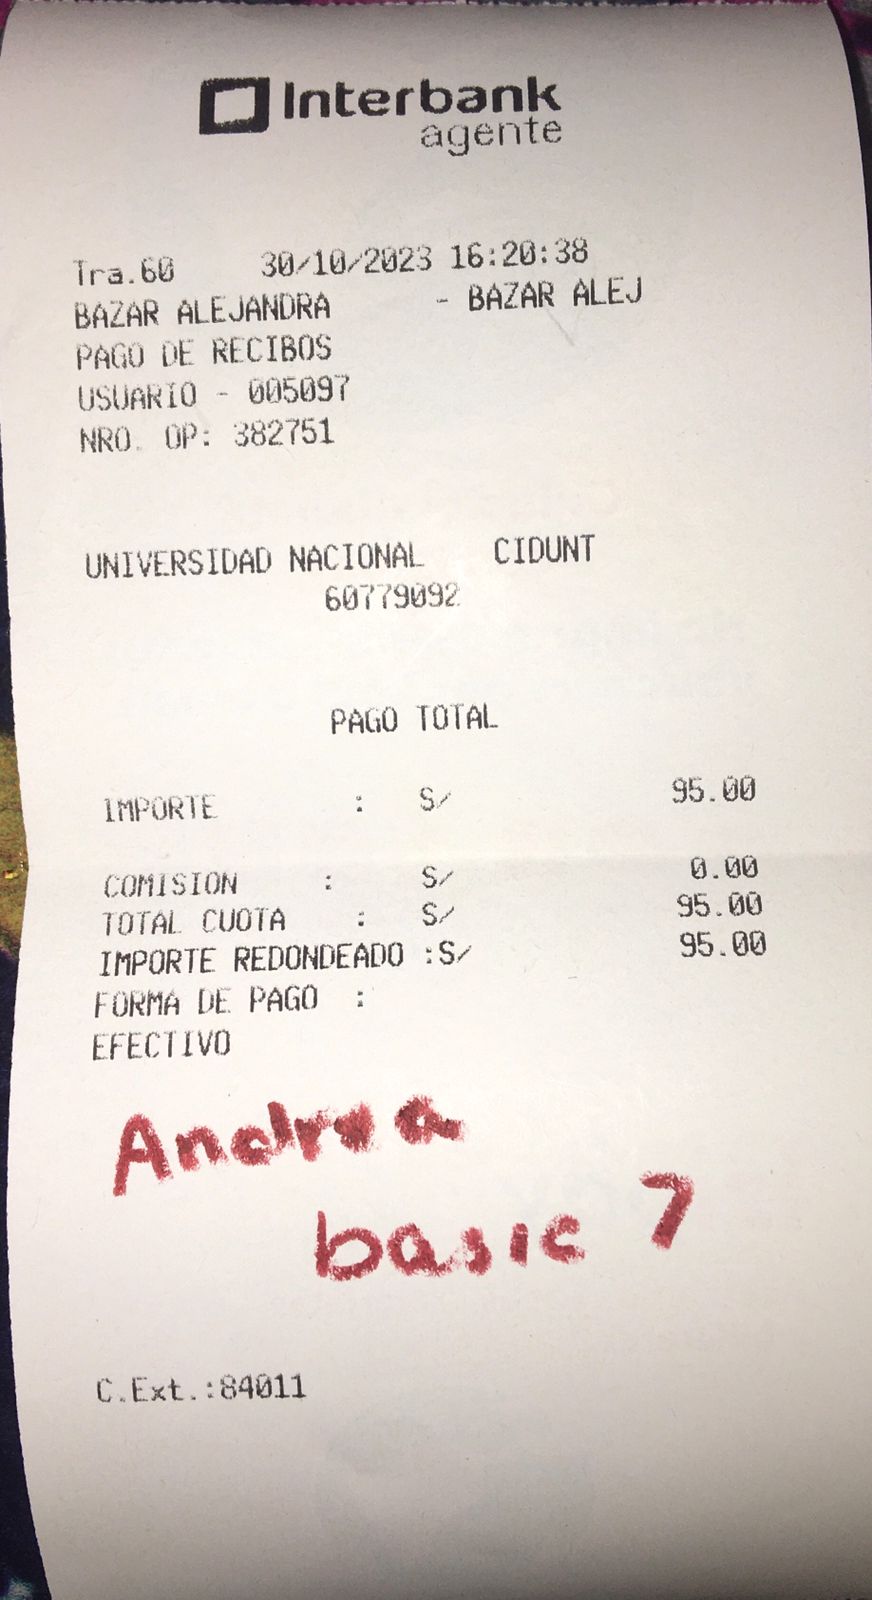 Interbank
agente
Tra.60 30/10/2023 16:20:38
BAZAR ALEJANDRA - BAZAR ALEJ
PAGO DE RECIBOS
USUARIO - 005097
NRO. OP: 382751
UNIVERSIDAD NACIONAL CIDUNT
60779092
PAGO TOTAL
IMPORTE : S/ 95.00
COMISION : S/ 0.00
TOTAL CUOTA : S/ 95.00
IMPORTE REDONDEADO :S/ 95.00
FORMA DE PAGO :
EFECTIVO
Andrea
basic 7
C.Ext.:84011